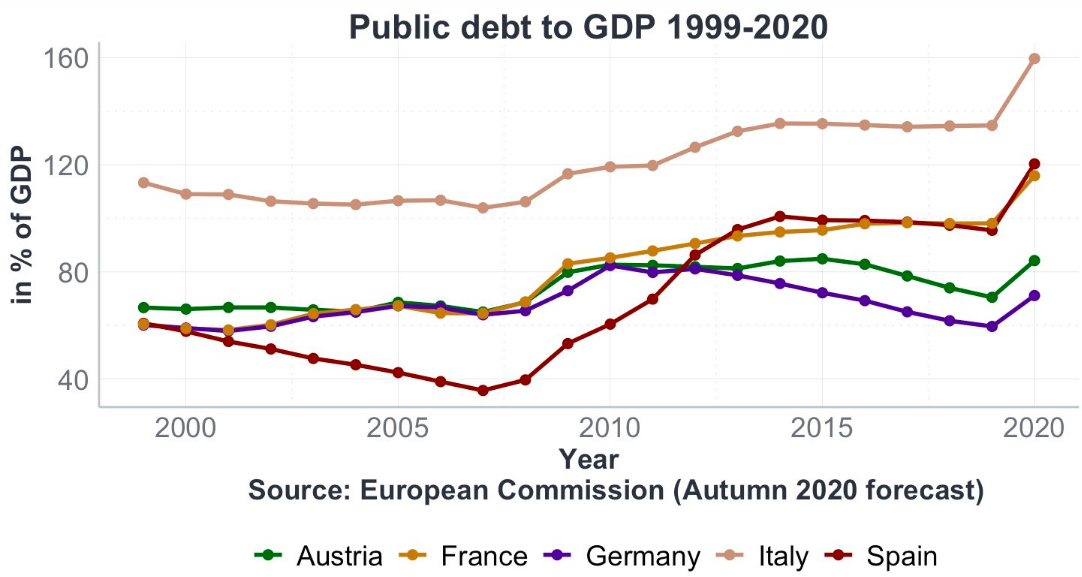 Public debt to GDP 1999-2020
in % of GDP
160
120
80
40
2000 2005 2010 2015 2020
Year
Source: European Commission (Autumn 2020 forecast)
Austria France Germany Italy Spain